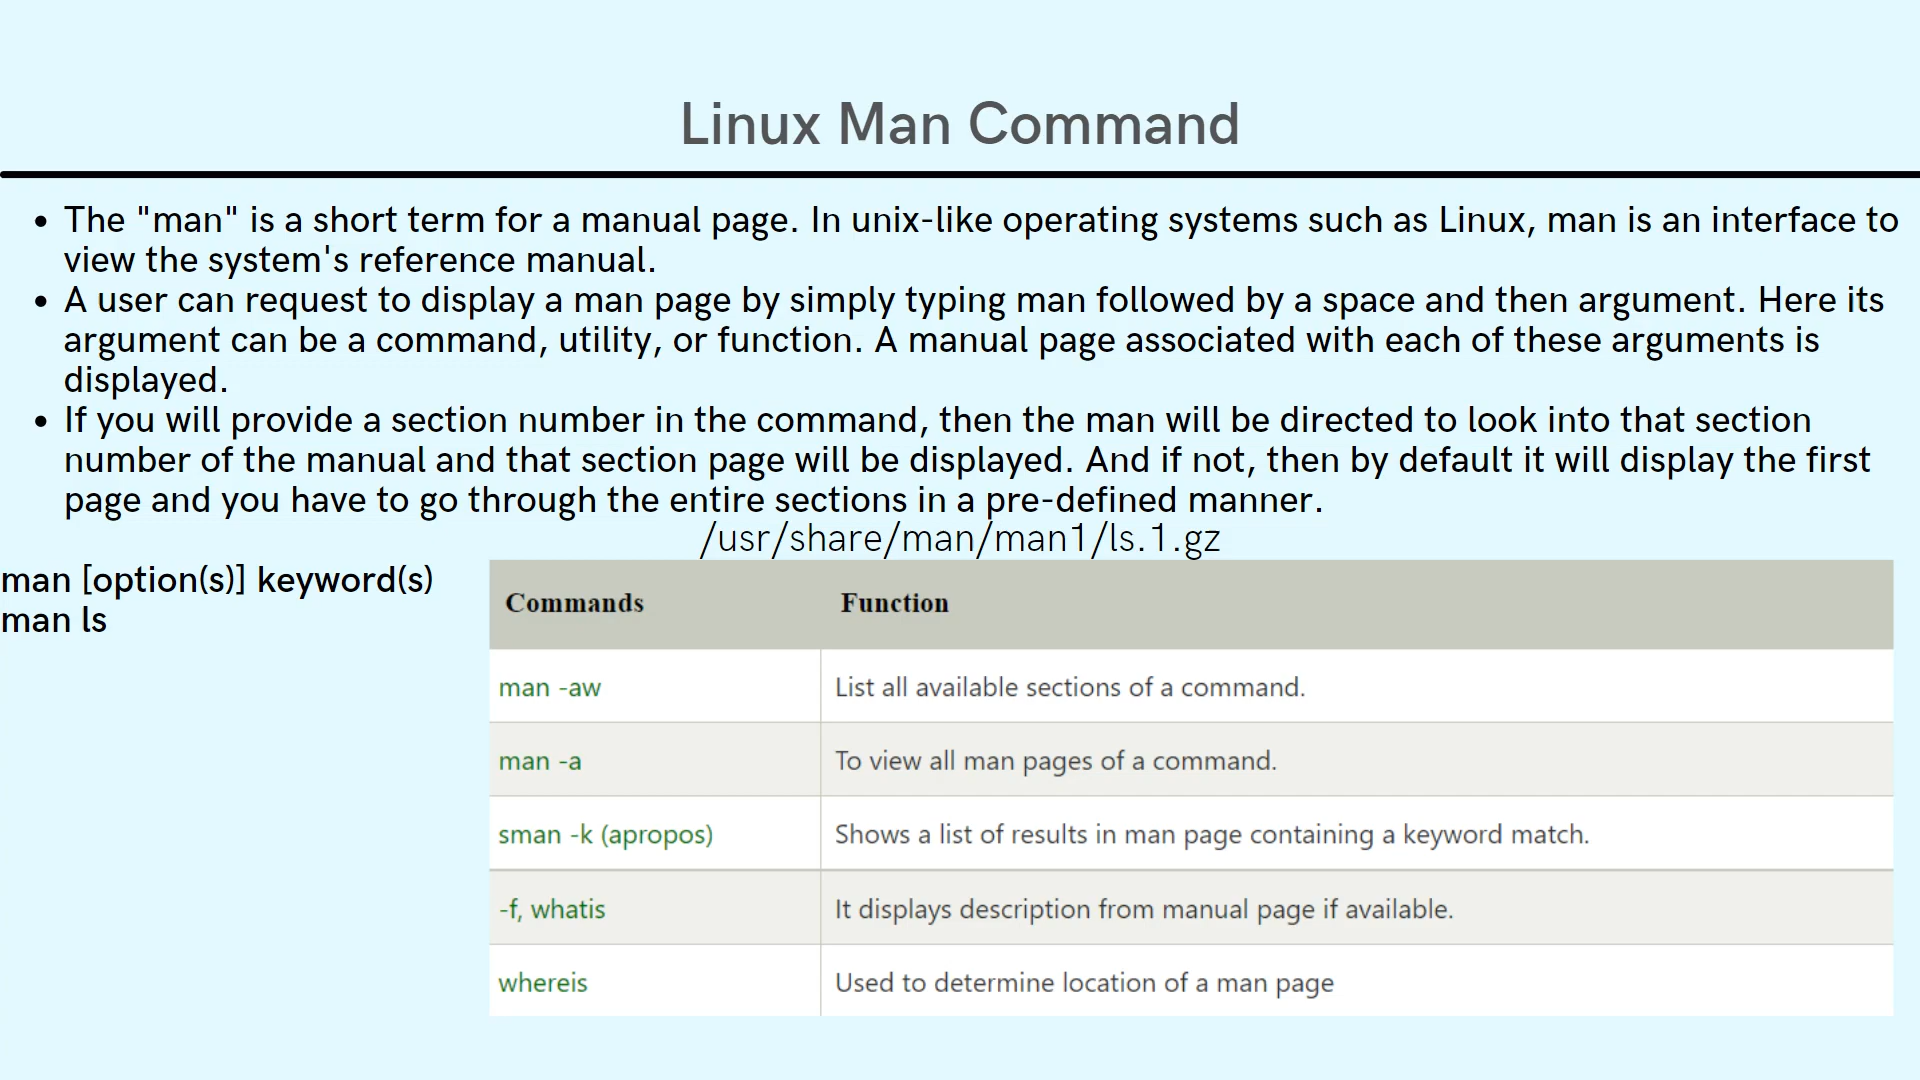 Linux Man Command
• The "man" is a short term for a manual page. In unix-like operating systems such as Linux, man is an interface to
view the system's reference manual.
• A user can request to display a man page by simply typing man followed by a space and then argument. Here its
argument can be a command, utility, or function. A manual page associated with each of these arguments is
displayed.
• If you will provide a section number in the command, then the man will be directed to look into that section
number of the manual and that section page will be displayed. And if not, then by default it will display the first
page and you have to go through the entire sections in a pre-defined manner.
/usr/share/man/man1/ls.1.gz
man [option(s)] keyword(s)
man ls
Commands Function
man -aw List all available sections of a command.
man -a To view all man pages of a command.
sman -k (apropos) Shows a list of results in man page containing a keyword match.
-f, whatis It displays description from manual page if available.
whereis Used to determine location of a man page